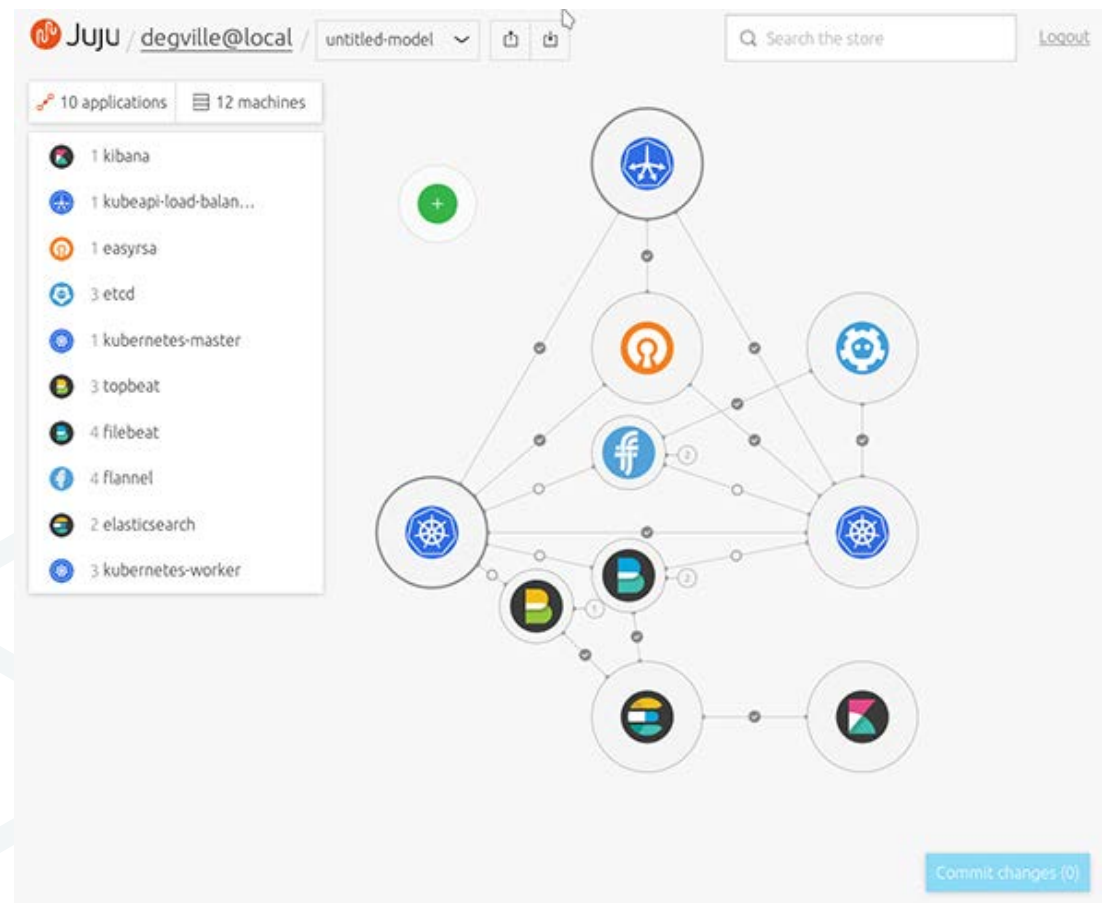 Juju / degville@local / untitled-model
Search the store
Logout
10 applications 12 machines
1 kibana
1 kubeapi-load-balan...
1 easyrsa
3 etcd
1 kubernetes-master
3 topbeat
4 filebeat
4 flannel
2 elasticsearch
3 kubernetes-worker
+
2
2
1
Commit changes (0)